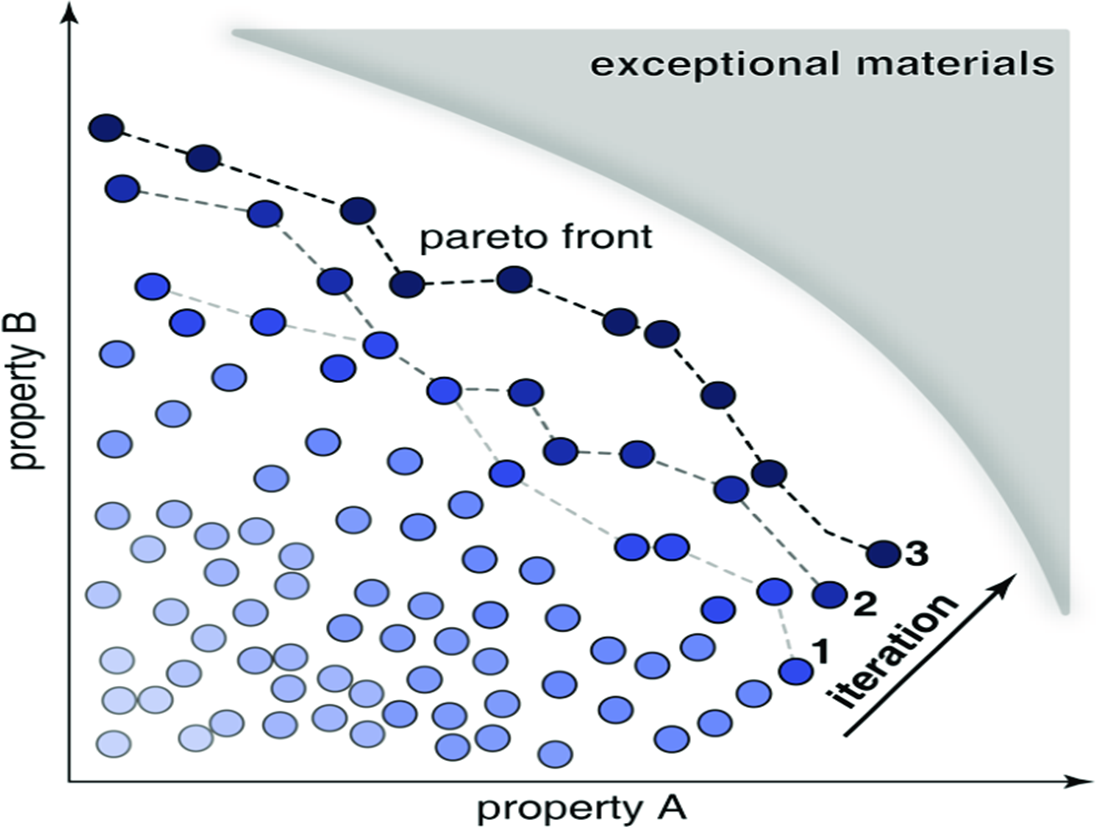 exceptional materials
pareto front
property B
3
2
1
iteration
property A